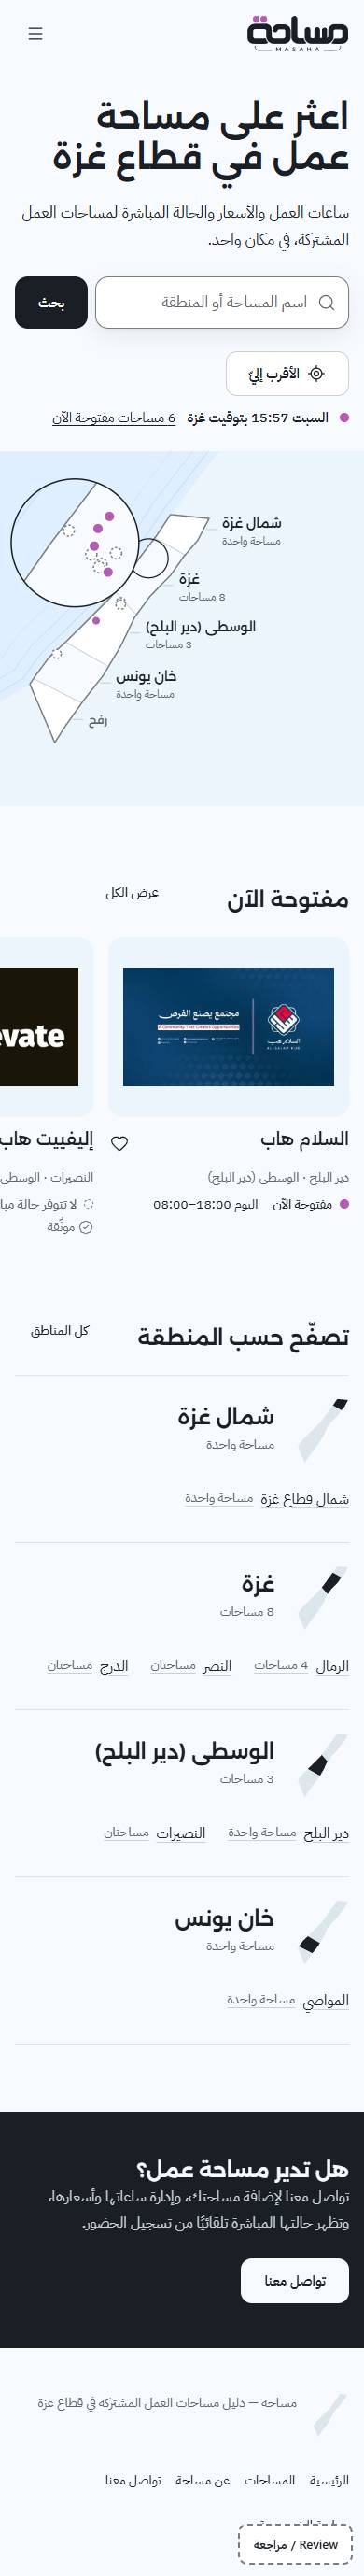 مساحة
MASAHA
اعثر على مساحة
عمل في قطاع غزة
ساعات العمل والأسعار والحالة المباشرة لمساحات العمل
المشتركة، في مكان واحد.
اسم المساحة أو المنطقة
بحث
الأقرب إليّ
السبت 15:57 بتوقيت غزة 6 مساحات مفتوحة الآن
شمال غزة
مساحة واحدة
غزة
8 مساحات
الوسطى (دير البلح)
3 مساحات
خان يونس
مساحة واحدة
رفح
مفتوحة الآن
عرض الكل
مجتمع يصنع الفرص
A Community That Creates Opportunities
السلام هاب
دير البلح · الوسطى (دير البلح)
مفتوحة الآن اليوم 18:00–08:00
evate
إليفييت هاب
النصيرات · الوسطى
لا تتوفر حالة مبا
موثّقة
تصفّح حسب المنطقة
كل المناطق
شمال غزة
مساحة واحدة
شمال قطاع غزة مساحة واحدة
غزة
8 مساحات
الرمال 4 مساحات النصر مساحتان الدرج مساحتان
الوسطى (دير البلح)
3 مساحات
دير البلح مساحة واحدة النصيرات مساحتان
خان يونس
مساحة واحدة
المواصي مساحة واحدة
هل تدير مساحة عمل؟
تواصل معنا لإضافة مساحتك، وإدارة ساعاتها وأسعارها،
وتظهر حالتها المباشرة تلقائيًا من تسجيل الحضور.
تواصل معنا
مساحة — دليل مساحات العمل المشتركة في قطاع غزة
الرئيسية المساحات عن مساحة تواصل معنا
Review / مراجعة